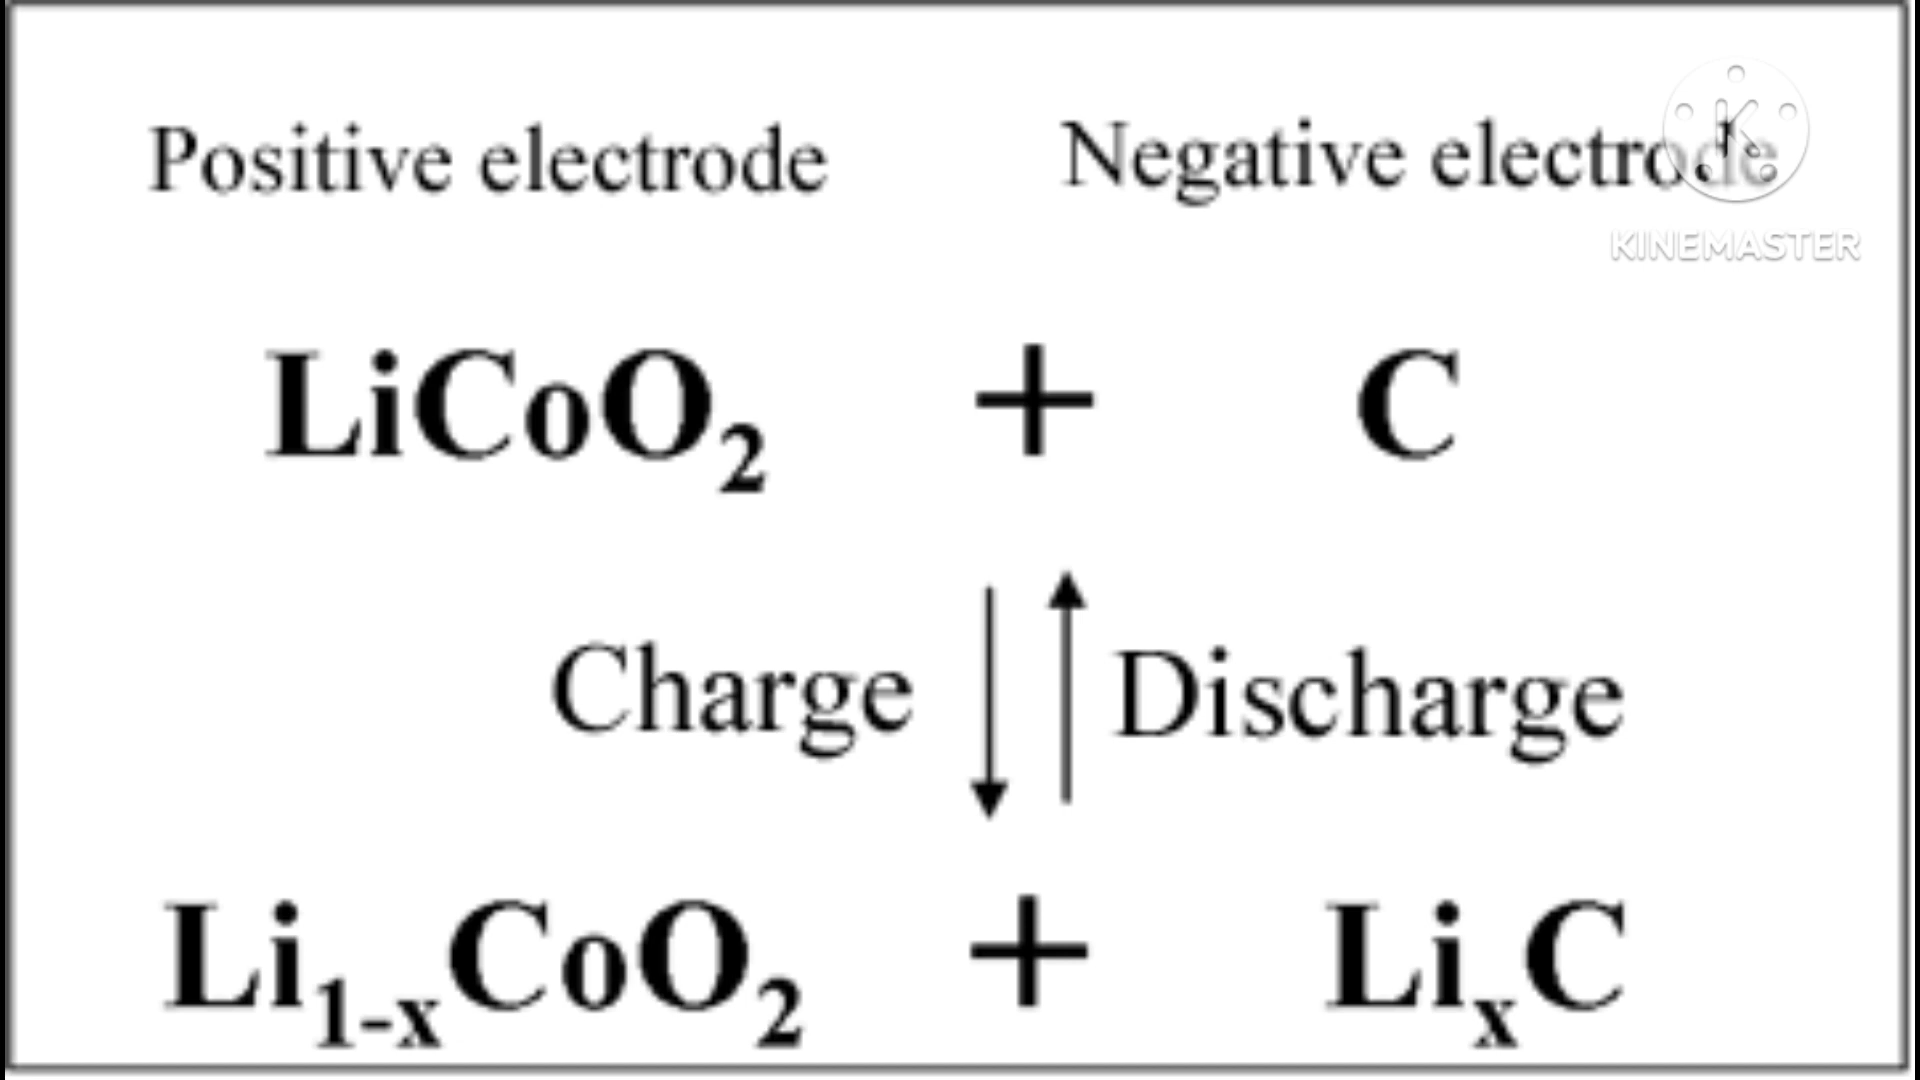 Positive electrode Negative electrode
KINEMASTER
LiCoO₂ + C
Charge Discharge
Li₁₋ₓCoO₂ + LiₓC